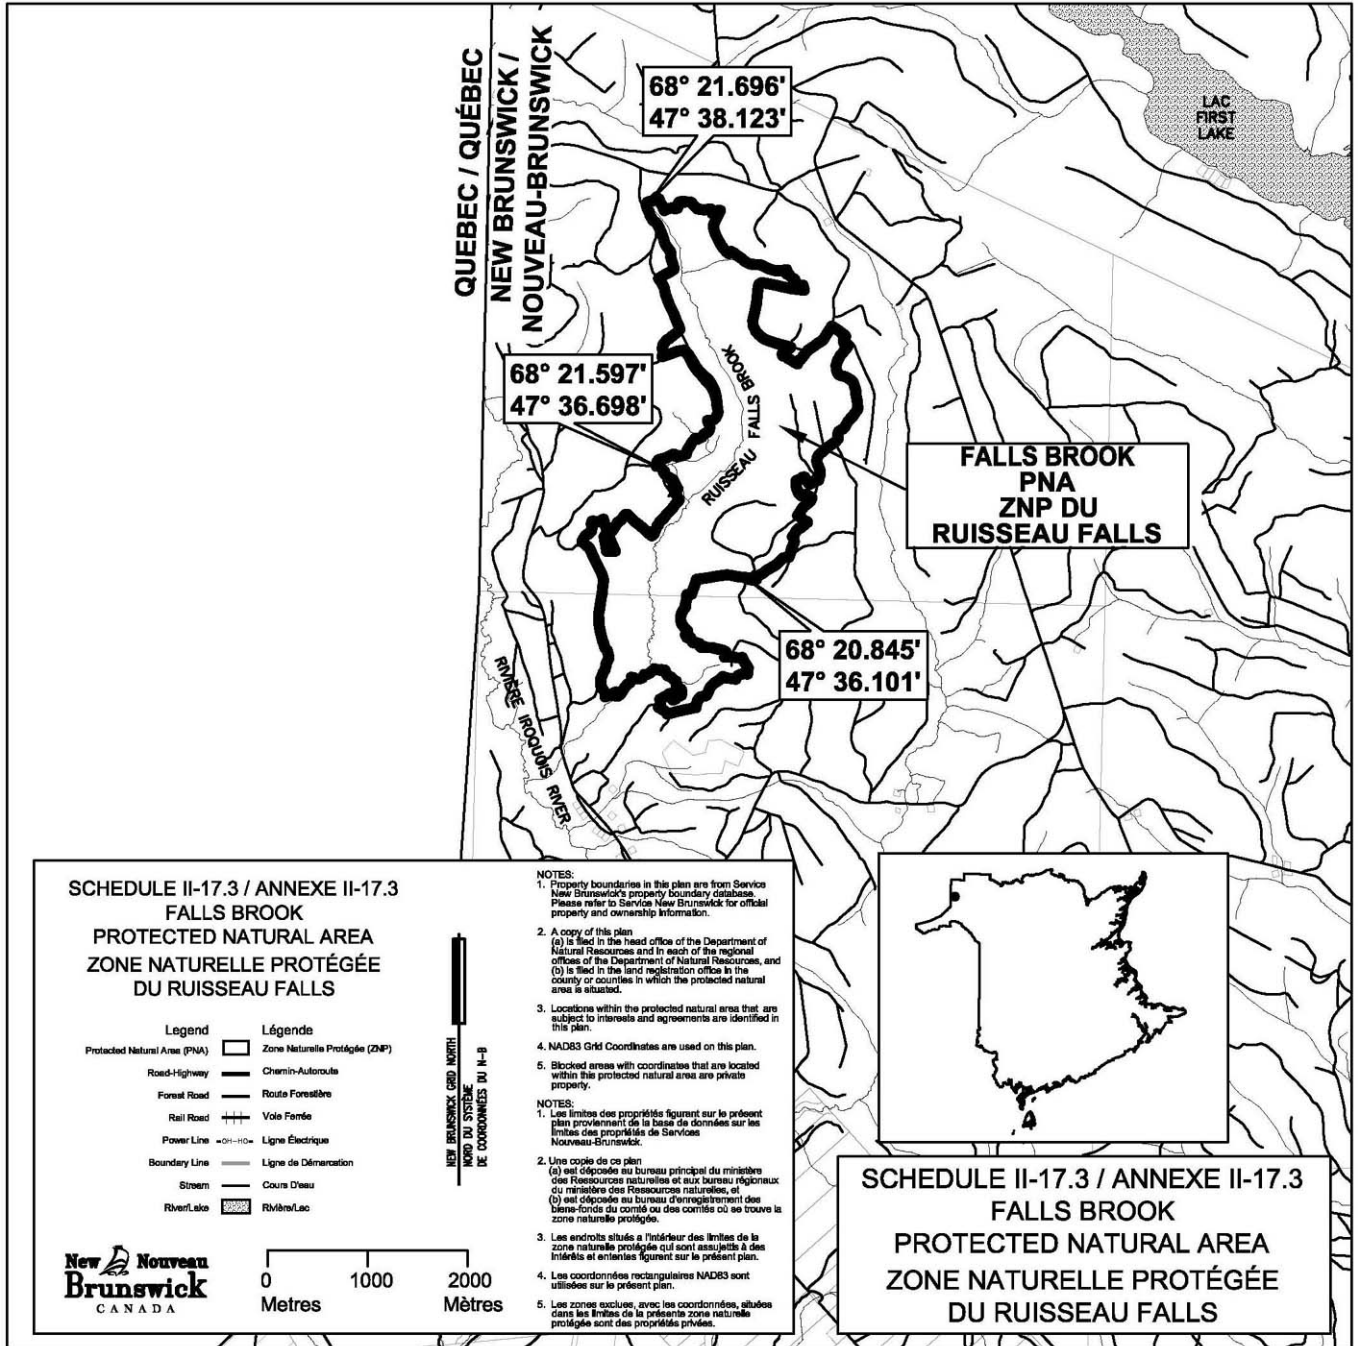 QUEBEC / QUÉBEC
NEW BRUNSWICK /
NOUVEAU-BRUNSWICK
68° 21.696'
47° 38.123'
LAC
FIRST
LAKE
68° 21.597'
47° 36.698'
RUISSEAU FALLS BROOK
FALLS BROOK
PNA
ZNP DU
RUISSEAU FALLS
68° 20.845'
47° 36.101'
RIVIÈRE IROQUOIS RIVER
SCHEDULE II-17.3 / ANNEXE II-17.3
FALLS BROOK
PROTECTED NATURAL AREA
ZONE NATURELLE PROTÉGÉE
DU RUISSEAU FALLS
Legend Légende
Protected Natural Area (PNA) Zone Naturelle Protégée (ZNP)
Road-Highway Chemin-Autoroute
Forest Road Route Forestière
Rail Road Voie Ferrée
Power Line OH-HO Ligne Électrique
Boundary Line Ligne de Démarcation
Stream Cours D'eau
River/Lake Rivière/Lac
NEW BRUNSWICK GRID NORTH
NORD DU SYSTÈME
DE COORDONNÉES DU N-B
New Nouveau
Brunswick
CANADA
0 1000 2000
Metres Mètres
NOTES:
1. Property boundaries in this plan are from Service
New Brunswick's property boundary database.
Please refer to Service New Brunswick for official
property and ownership information.
2. A copy of this plan
(a) is filed in the head office of the Department of
Natural Resources and in each of the regional
offices of the Department of Natural Resources, and
(b) is filed in the land registration office in the
county or counties in which the protected natural
area is situated.
3. Locations within the protected natural area that are
subject to interests and agreements are identified in
this plan.
4. NAD83 Grid Coordinates are used on this plan.
5. Blocked areas with coordinates that are located
within this protected natural area are private
property.
NOTES:
1. Les limites des propriétés figurant sur le présent
plan proviennent de la base de données sur les
limites des propriétés de Services
Nouveau-Brunswick.
2. Une copie de ce plan
(a) est déposée au bureau principal du ministère
des Ressources naturelles et aux bureau régionaux
du ministère des Ressources naturelles, et
(b) est déposée au bureau d'enregistrement des
biens-fonds du comté ou des comtés où se trouve la
zone naturelle protégée.
3. Les endroits situés a l'intérieur des limites de la
zone naturelle protégée qui sont assujettis à des
intérêts et ententes figurant sur le présent plan.
4. Les coordonnées rectangulaires NAD83 sont
utilisées sur le présent plan.
5. Les zones exclues, avec les coordonnées, situées
dans les limites de la présente zone naturelle
protégée sont des propriétés privées.
SCHEDULE II-17.3 / ANNEXE II-17.3
FALLS BROOK
PROTECTED NATURAL AREA
ZONE NATURELLE PROTÉGÉE
DU RUISSEAU FALLS